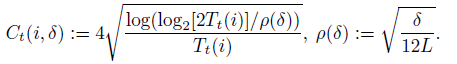 C_t(i, δ) := 4√(log(log_2[2T_t(i)]/ρ(δ)) / T_t(i)), ρ(δ) := √(δ / 12L).